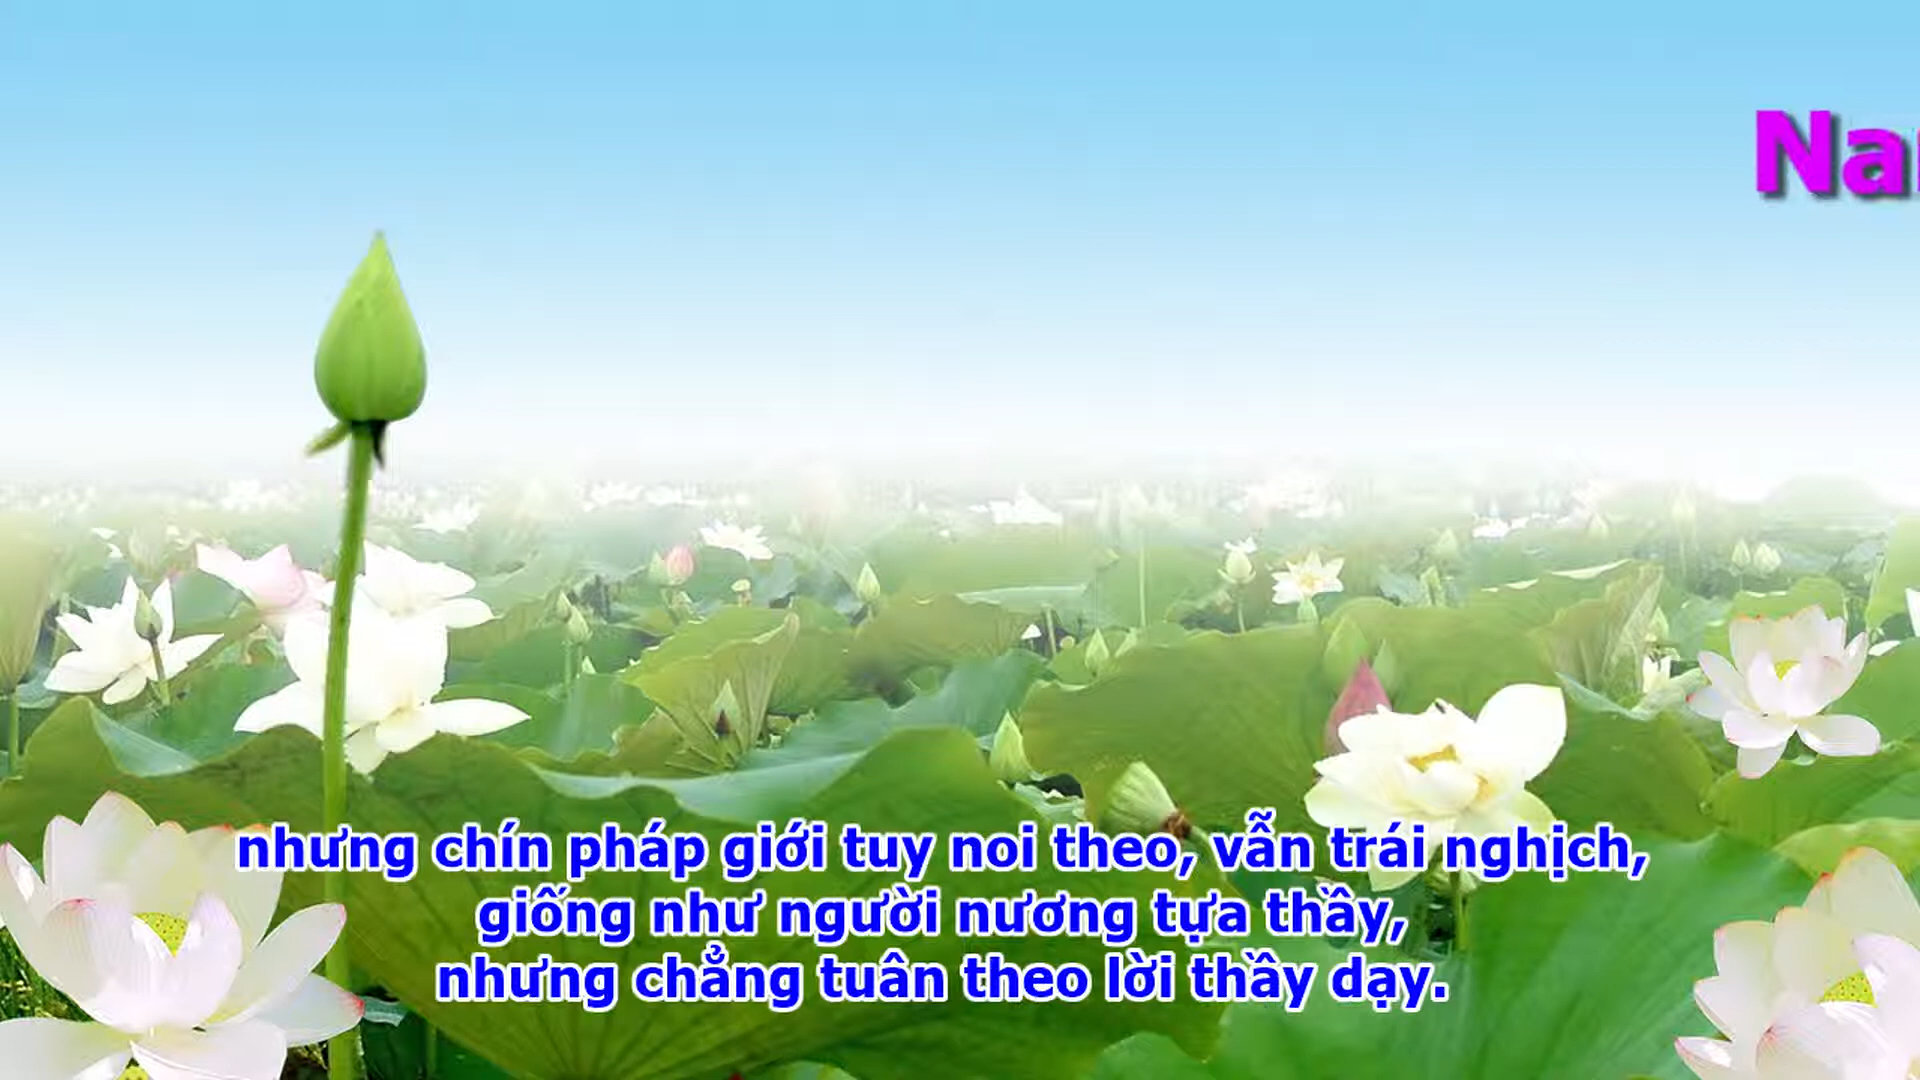 nhưng chín pháp giới tuy noi theo, vẫn trái nghịch,
giống như người nương tựa thầy,
nhưng chẳng tuân theo lời thầy dạy.